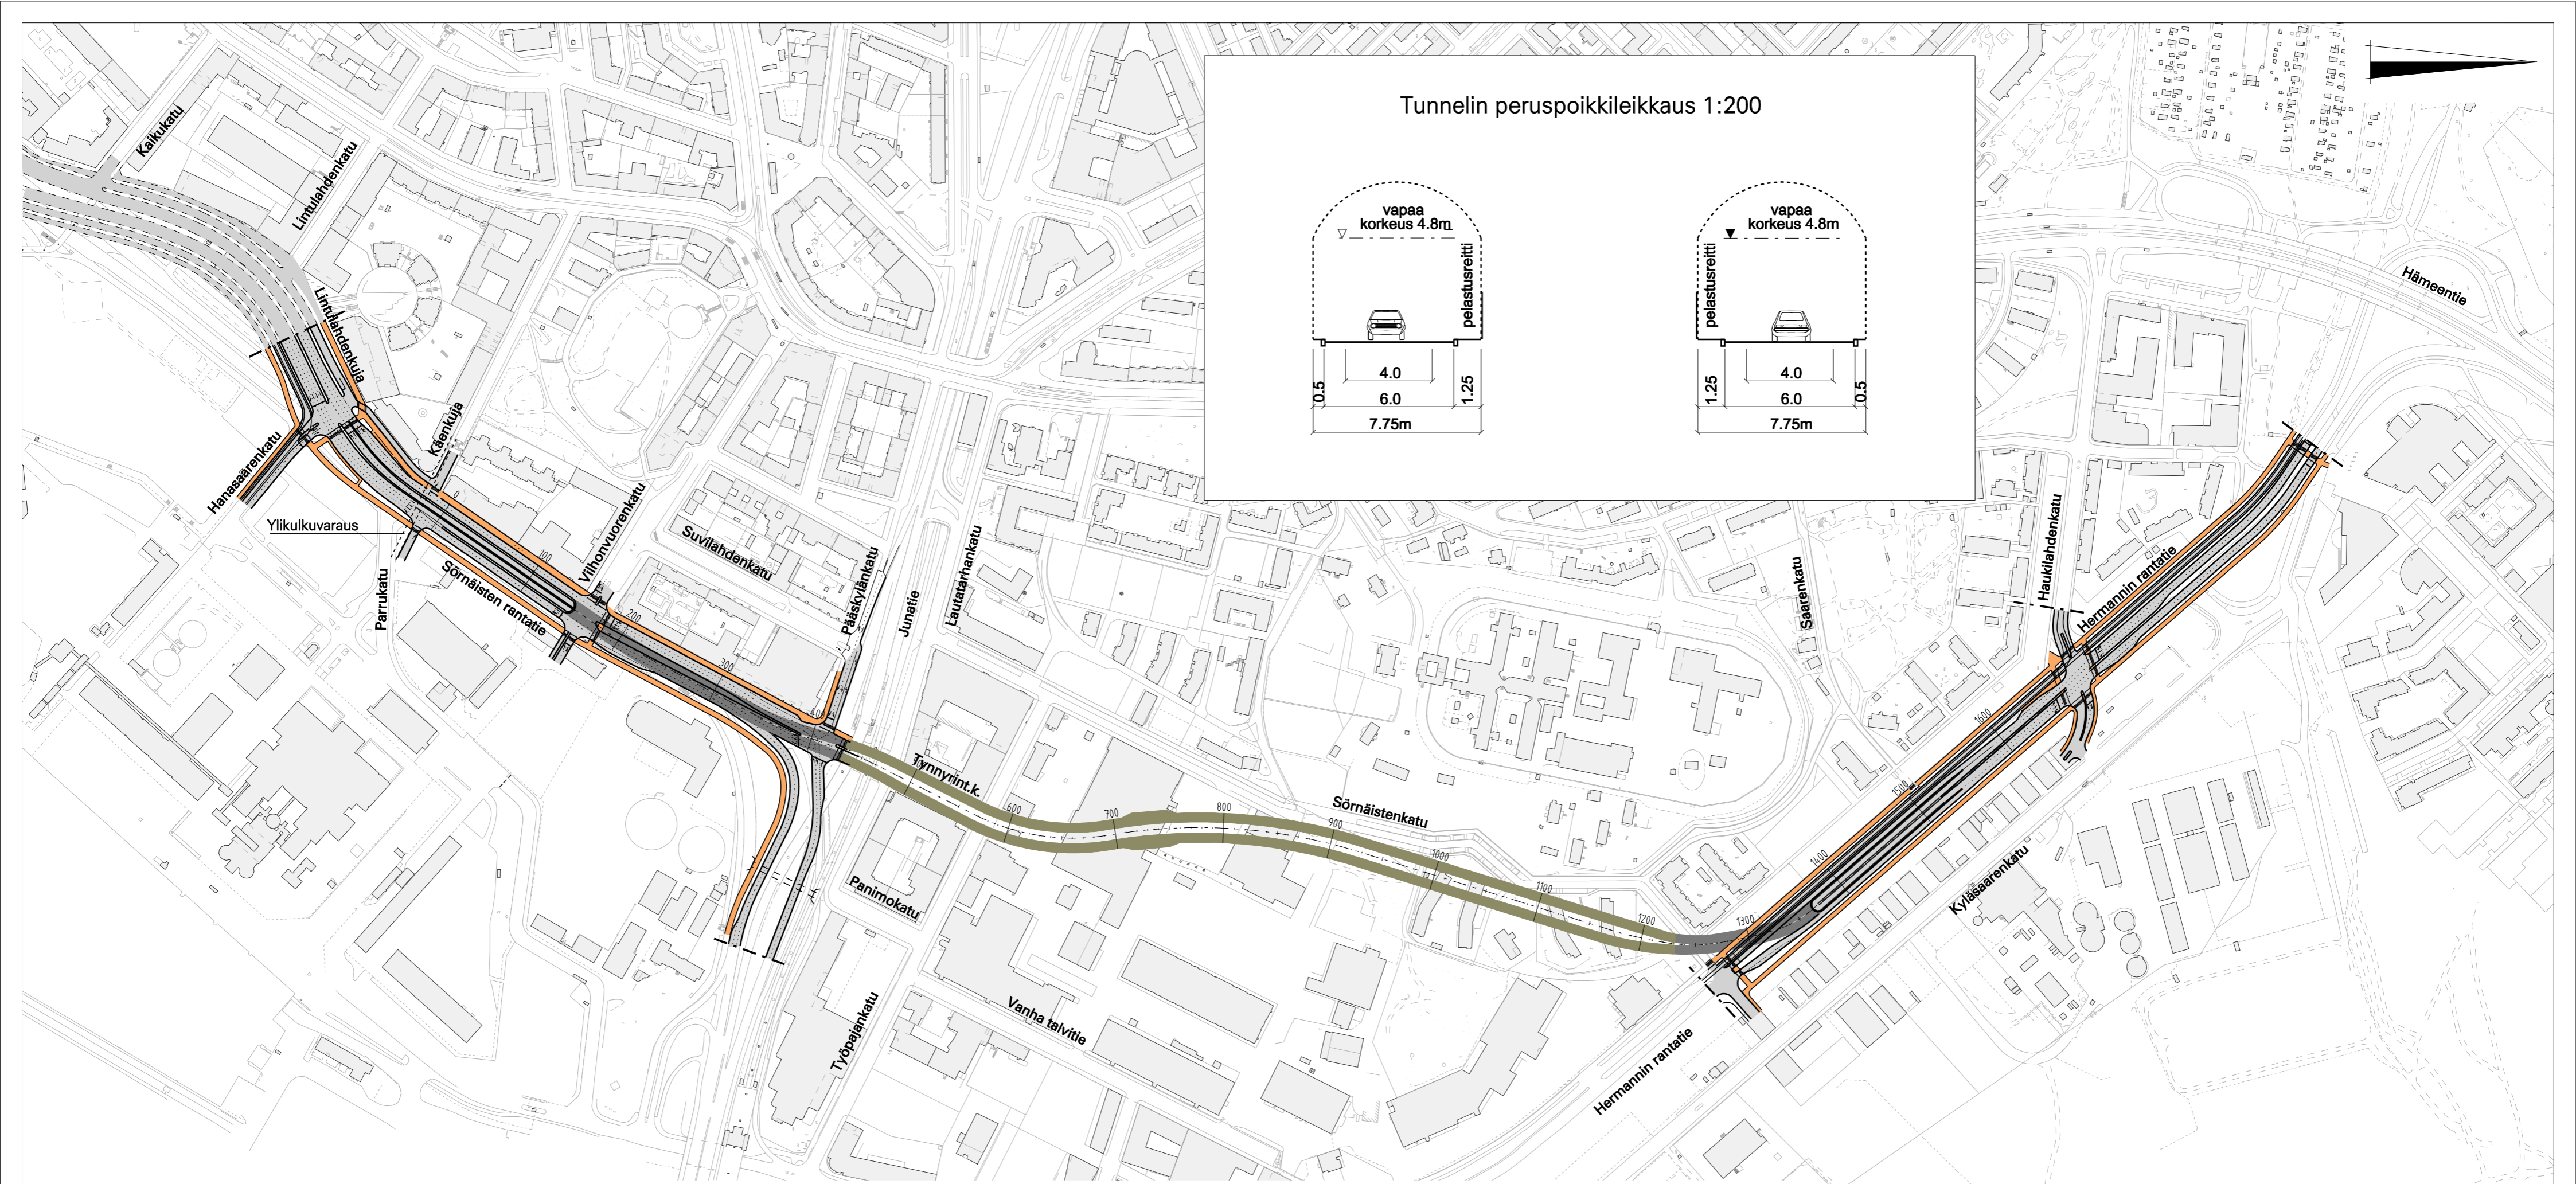 Tunnelin peruspoikkileikkaus 1:200
vapaa
korkeus 4.8m
pelastusreitti
0.5
4.0
6.0
1.25
7.75m
vapaa
korkeus 4.8m
pelastusreitti
1.25
4.0
6.0
0.5
7.75m
Kaikukatu
Lintulahdenkatu
Lintulahdenkuja
Hanasaarenkatu
Käenkuja
Ylikulkuvaraus
Parrukatu
Sörnäisten rantatie
Vilhonvuorenkatu
Suvilahdenkatu
Pääskylänkatu
Junatie
Lautatarhankatu
Tynnyrint.k.
Panimokatu
Työpajankatu
Vanha talvitie
Sörnäistenkatu
Saarenkatu
Haukilahdenkatu
Hermannin rantatie
Hämeentie
Kyläsaarenkatu
Hermannin rantatie
0
100
200
300
400
600
700
800
900
1000
1100
1200
1300
1400
1500
1600